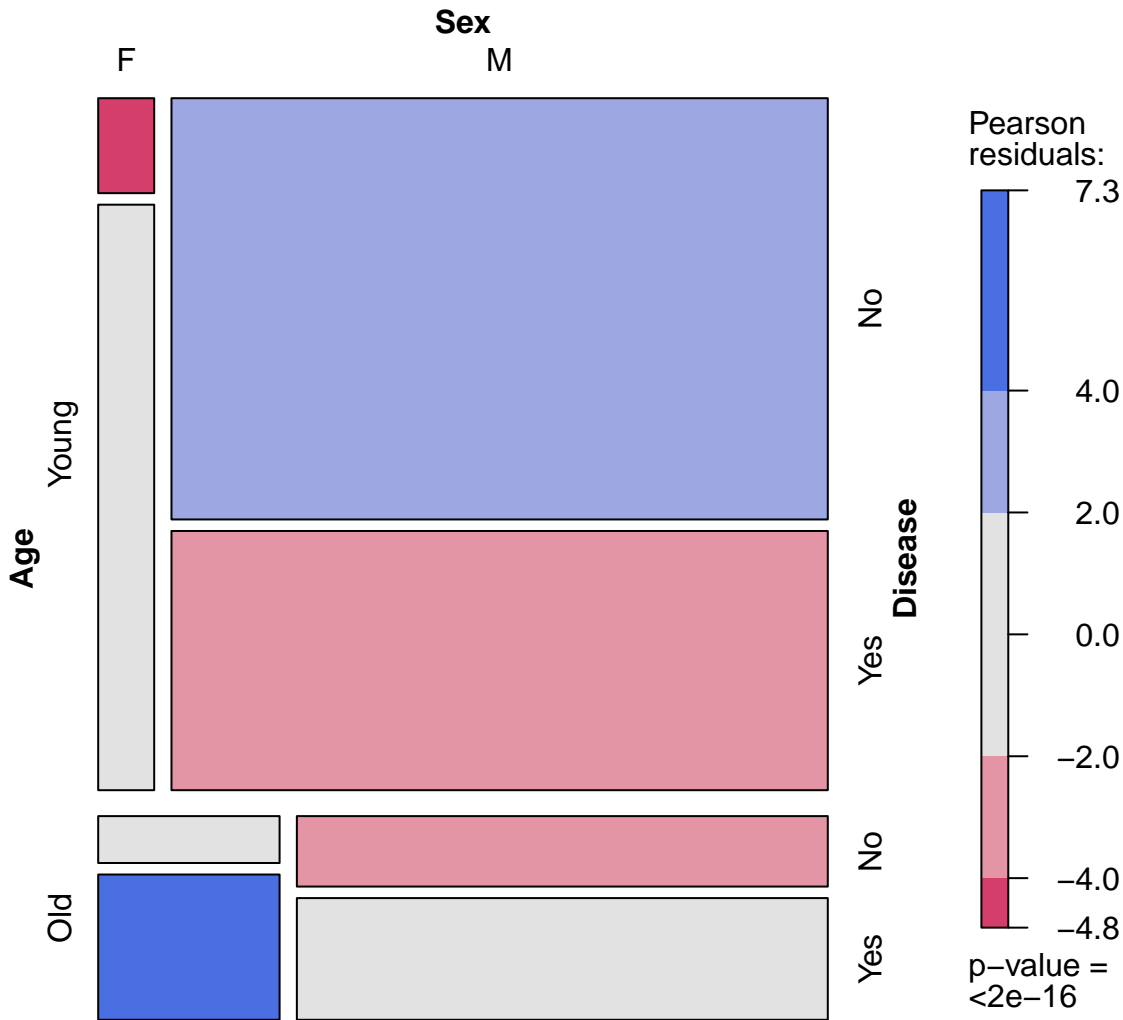 Sex
F
M
Pearson
residuals:
7.3
4.0
2.0
0.0
−2.0
−4.0
−4.8
p−value =
<2e−16
Age
Young
Old
Disease
No
Yes
No
Yes